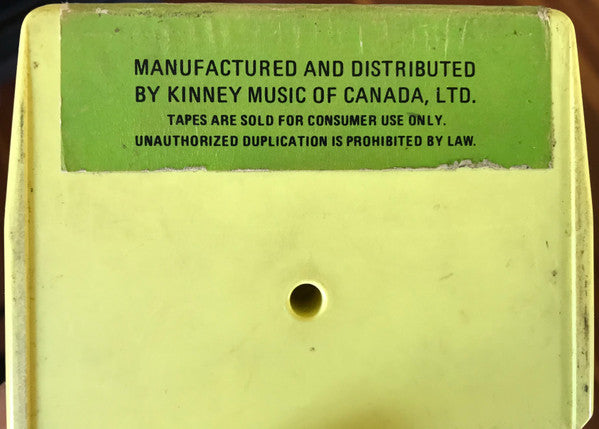 MANUFACTURED AND DISTRIBUTED
BY KINNEY MUSIC OF CANADA, LTD.
TAPES ARE SOLD FOR CONSUMER USE ONLY.
UNAUTHORIZED DUPLICATION IS PROHIBITED BY LAW.